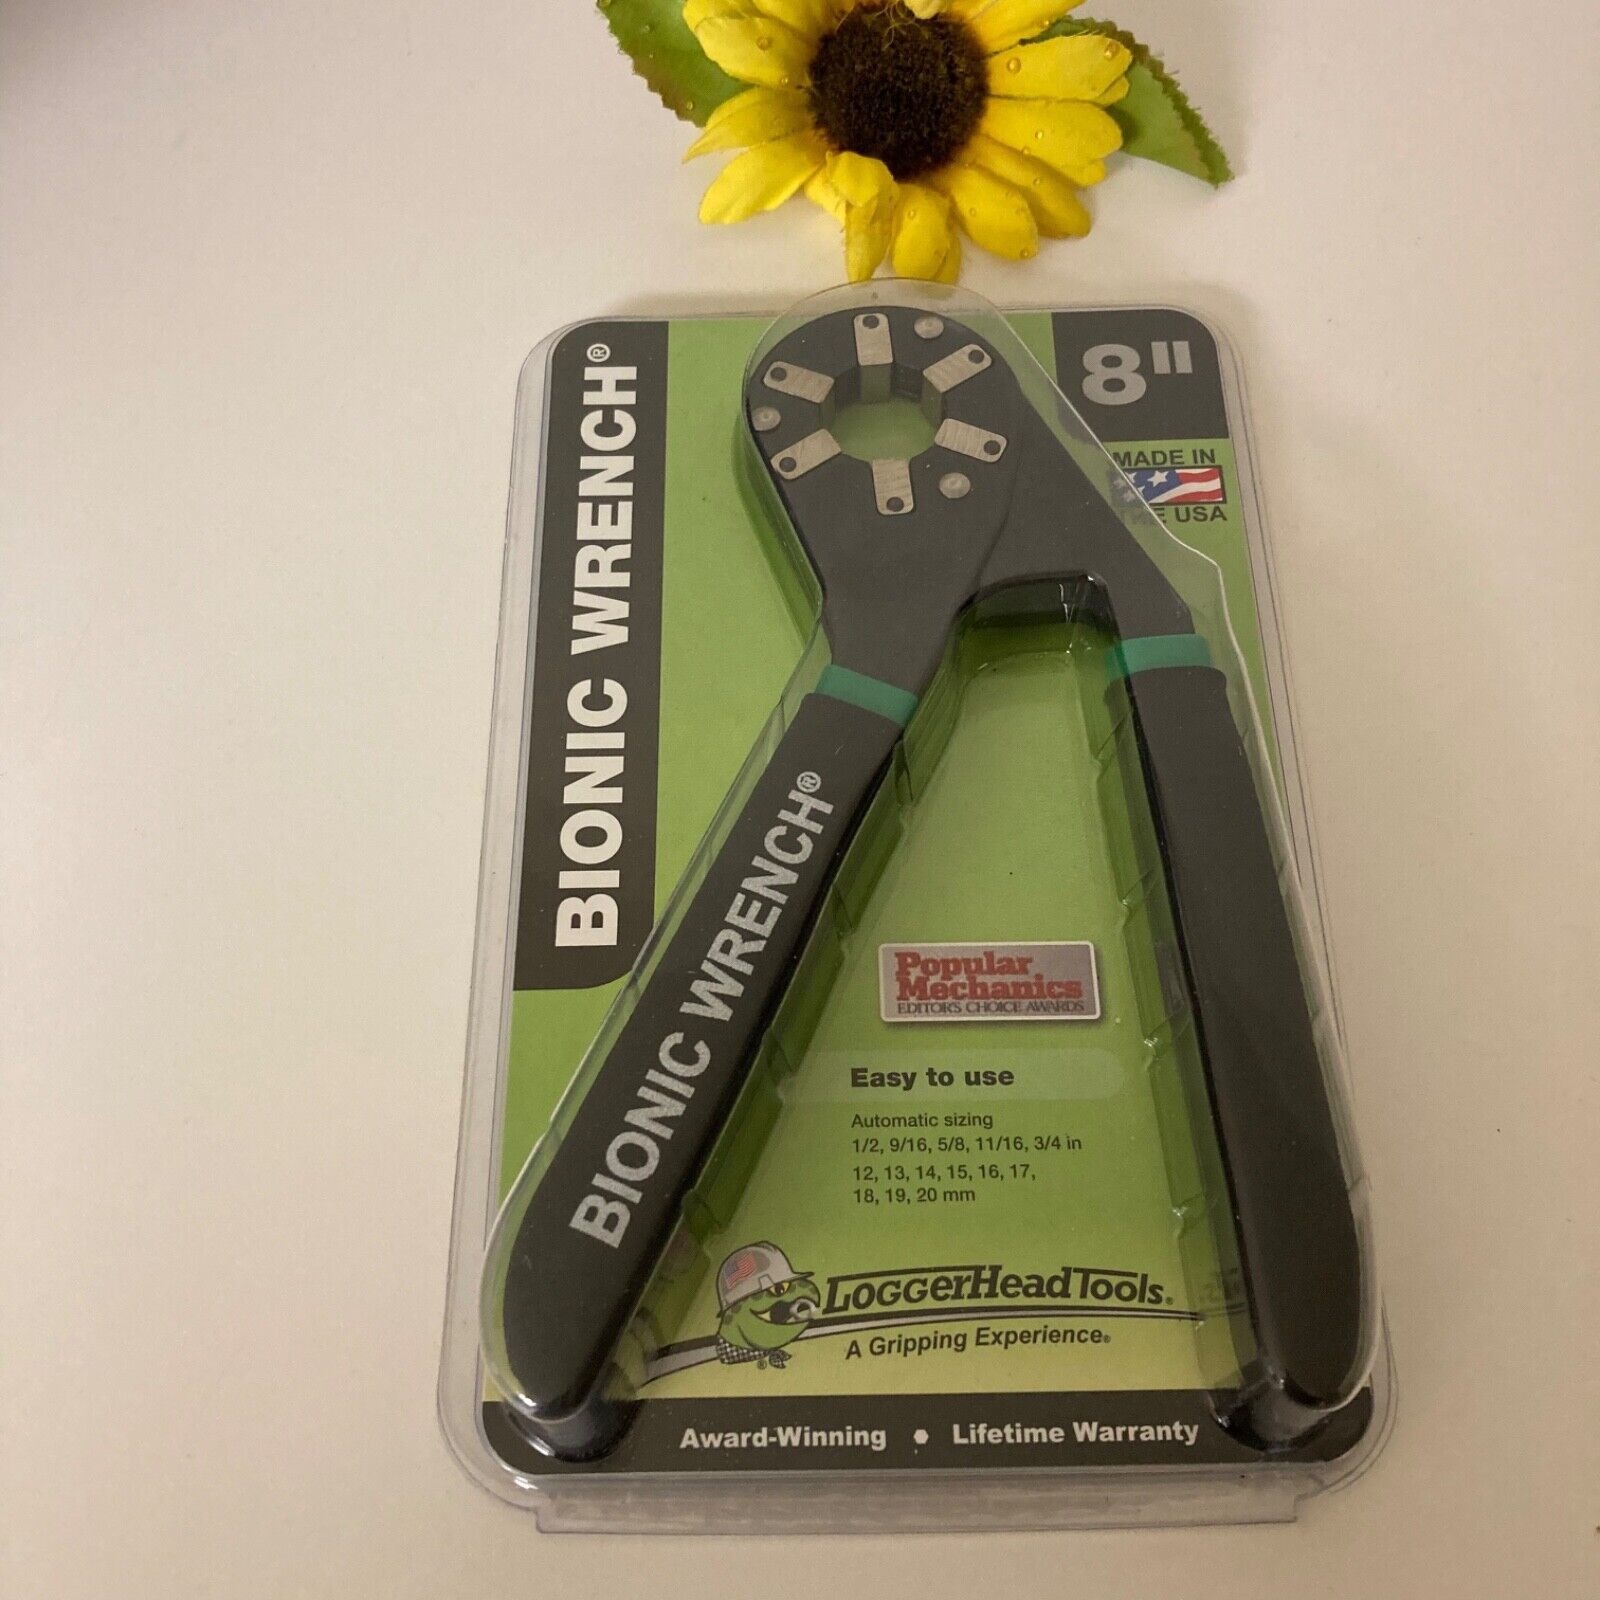 BIONIC WRENCH®
8"
MADE IN
THE USA
BIONIC WRENCH®
Popular
Mechanics
EDITOR'S CHOICE AWARDS
Easy to use
Automatic sizing
1/2, 9/16, 5/8, 11/16, 3/4 in
12, 13, 14, 15, 16, 17,
18, 19, 20 mm
LOGGERHEADTOOLS®
A Gripping Experience®
®
Award-Winning • Lifetime Warranty